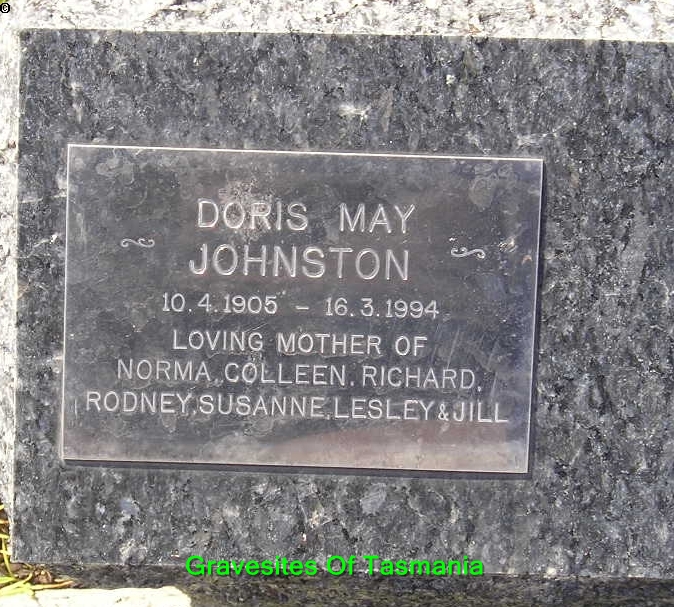 ©
DORIS MAY
JOHNSTON
10.4.1905 - 16.3.1994
LOVING MOTHER OF
NORMA, COLLEEN, RICHARD,
RODNEY, SUSANNE, LESLEY & JILL
Gravesites Of Tasmania